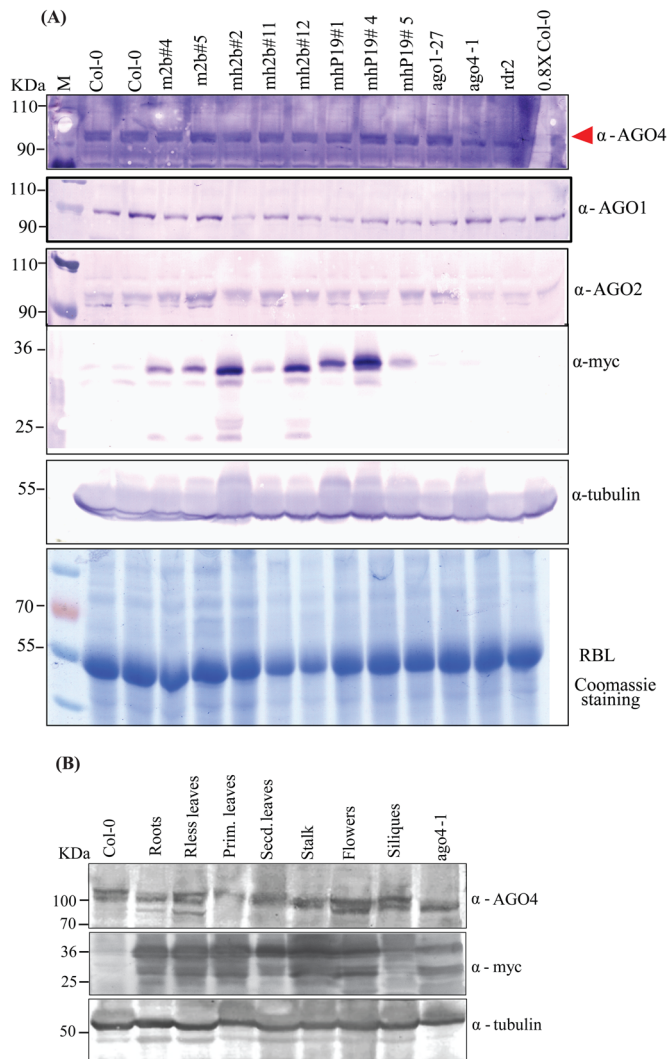 (A)
KDa M Col-0 Col-0 m2b#4 m2b#5 mh2b#2 mh2b#11 mh2b#12 mhP19#1 mhP19# 4 mhP19# 5 ago1-27 ago4-1 rdr2 0.8X Col-0
110
90
α-AGO4
110
90
α-AGO1
110
90
α-AGO2
36
25
α-myc
55
α-tubulin
70
55
RBL
Coomassie
staining
(B)
KDa Col-0 Roots Rless leaves Prim. leaves Secd. leaves Stalk Flowers Siliques ago4-1
100
70
α-AGO4
36
25
α-myc
50
α-tubulin